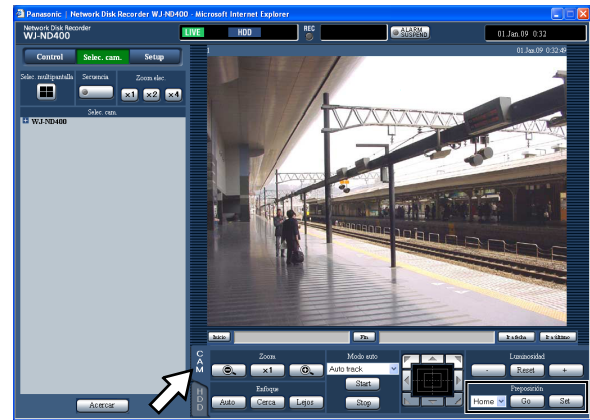 Panasonic | Network Disk Recorder WJ-ND400 - Microsoft Internet Explorer
Network Disk Recorder
WJ-ND400
LIVE HDD REC ALARM SUSPEND 01.Jan.09 0:32
Control Selec. cam. Setup
1 01.Jan.09 0:32:49
Selec. multipantalla Secuencia Zoom elec.
x1 x2 x4
Selec. cam.
WJ-ND400
Inicio Fin Ir a fecha Ir a último
CAM
Zoom
x1
Modo auto
Auto track
Start
Stop
Luminosidad
- Reset +
Enfoque
Auto Cerca Lejos
Preposición
Home Go Set
HDD
Acercar